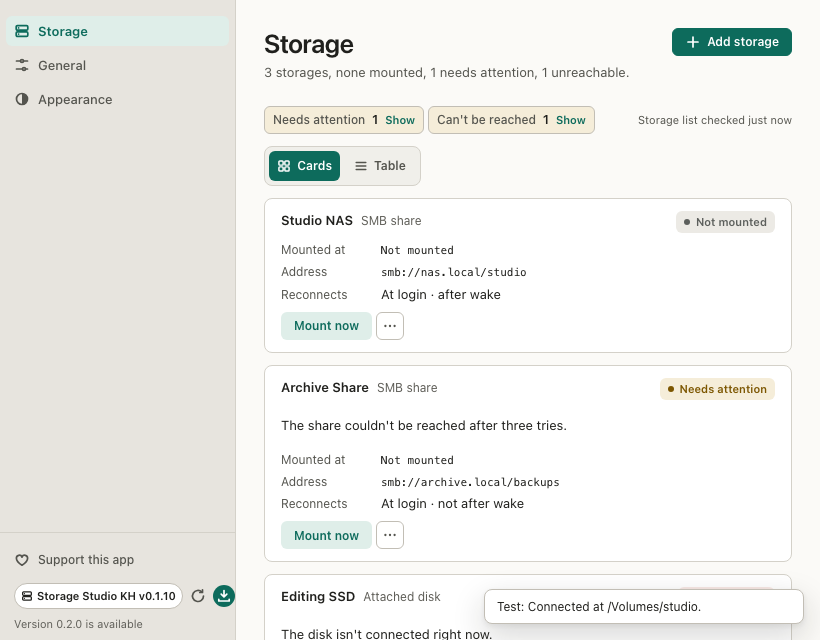 Storage
General
Appearance
Support this app
Storage Studio KH v0.1.10
Version 0.2.0 is available
Storage
Add storage
3 storages, none mounted, 1 needs attention, 1 unreachable.
Needs attention 1 Show
Can't be reached 1 Show
Storage list checked just now
Cards
Table
Studio NAS SMB share
Not mounted
Mounted at Not mounted
Address smb://nas.local/studio
Reconnects At login · after wake
Mount now
Archive Share SMB share
Needs attention
The share couldn't be reached after three tries.
Mounted at Not mounted
Address smb://archive.local/backups
Reconnects At login · not after wake
Mount now
Editing SSD Attached disk
The disk isn't connected right now.
Test: Connected at /Volumes/studio.